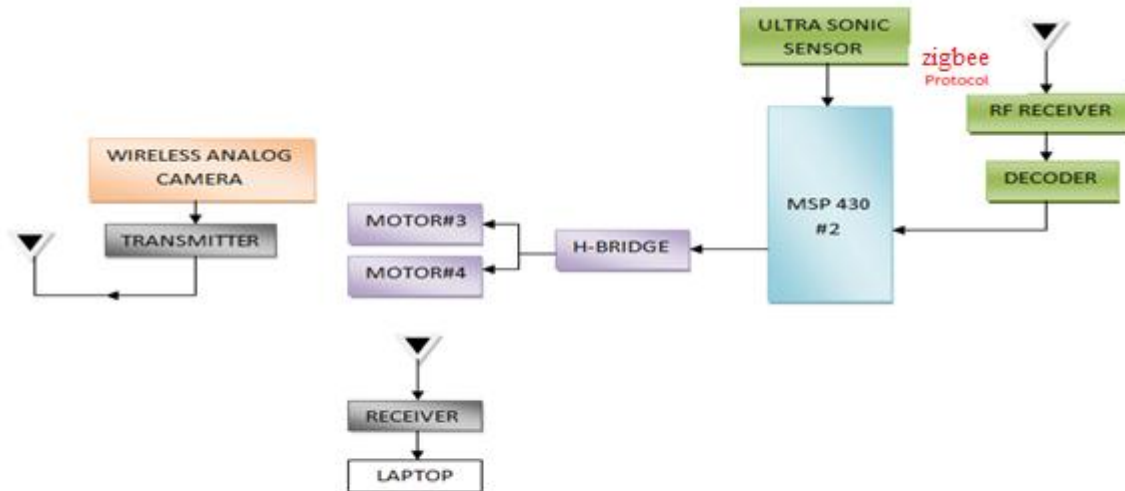 ULTRA SONIC
SENSOR
zigbee
Protocol
RF RECEIVER
WIRELESS ANALOG
CAMERA
DECODER
MSP 430
#2
MOTOR#3
TRANSMITTER
H-BRIDGE
MOTOR#4
RECEIVER
LAPTOP